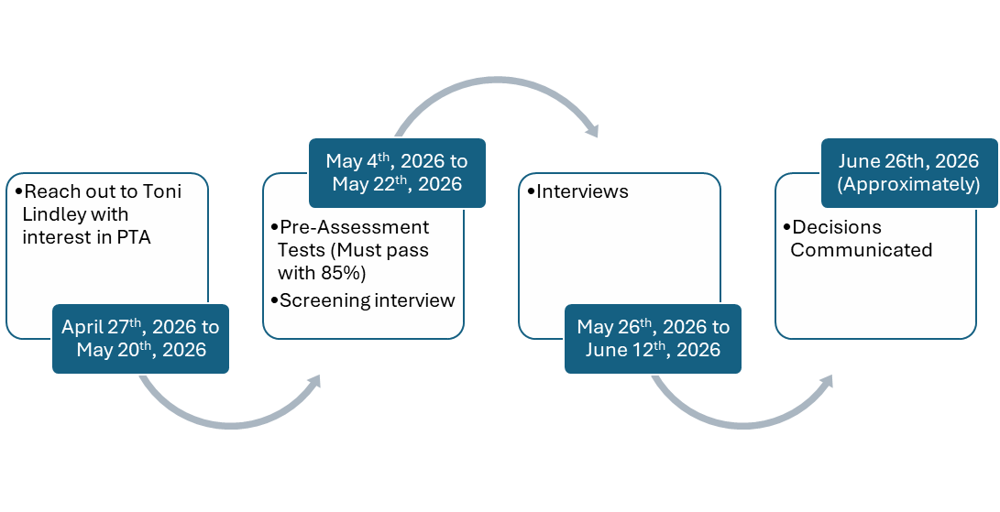 •Reach out to Toni
Lindley with
interest in PTA
April 27th, 2026 to
May 20th, 2026
May 4th, 2026 to
May 22th, 2026
•Pre-Assessment
Tests (Must pass
with 85%)
•Screening interview
•Interviews
May 26th, 2026 to
June 12th, 2026
June 26th, 2026
(Approximately)
•Decisions
Communicated